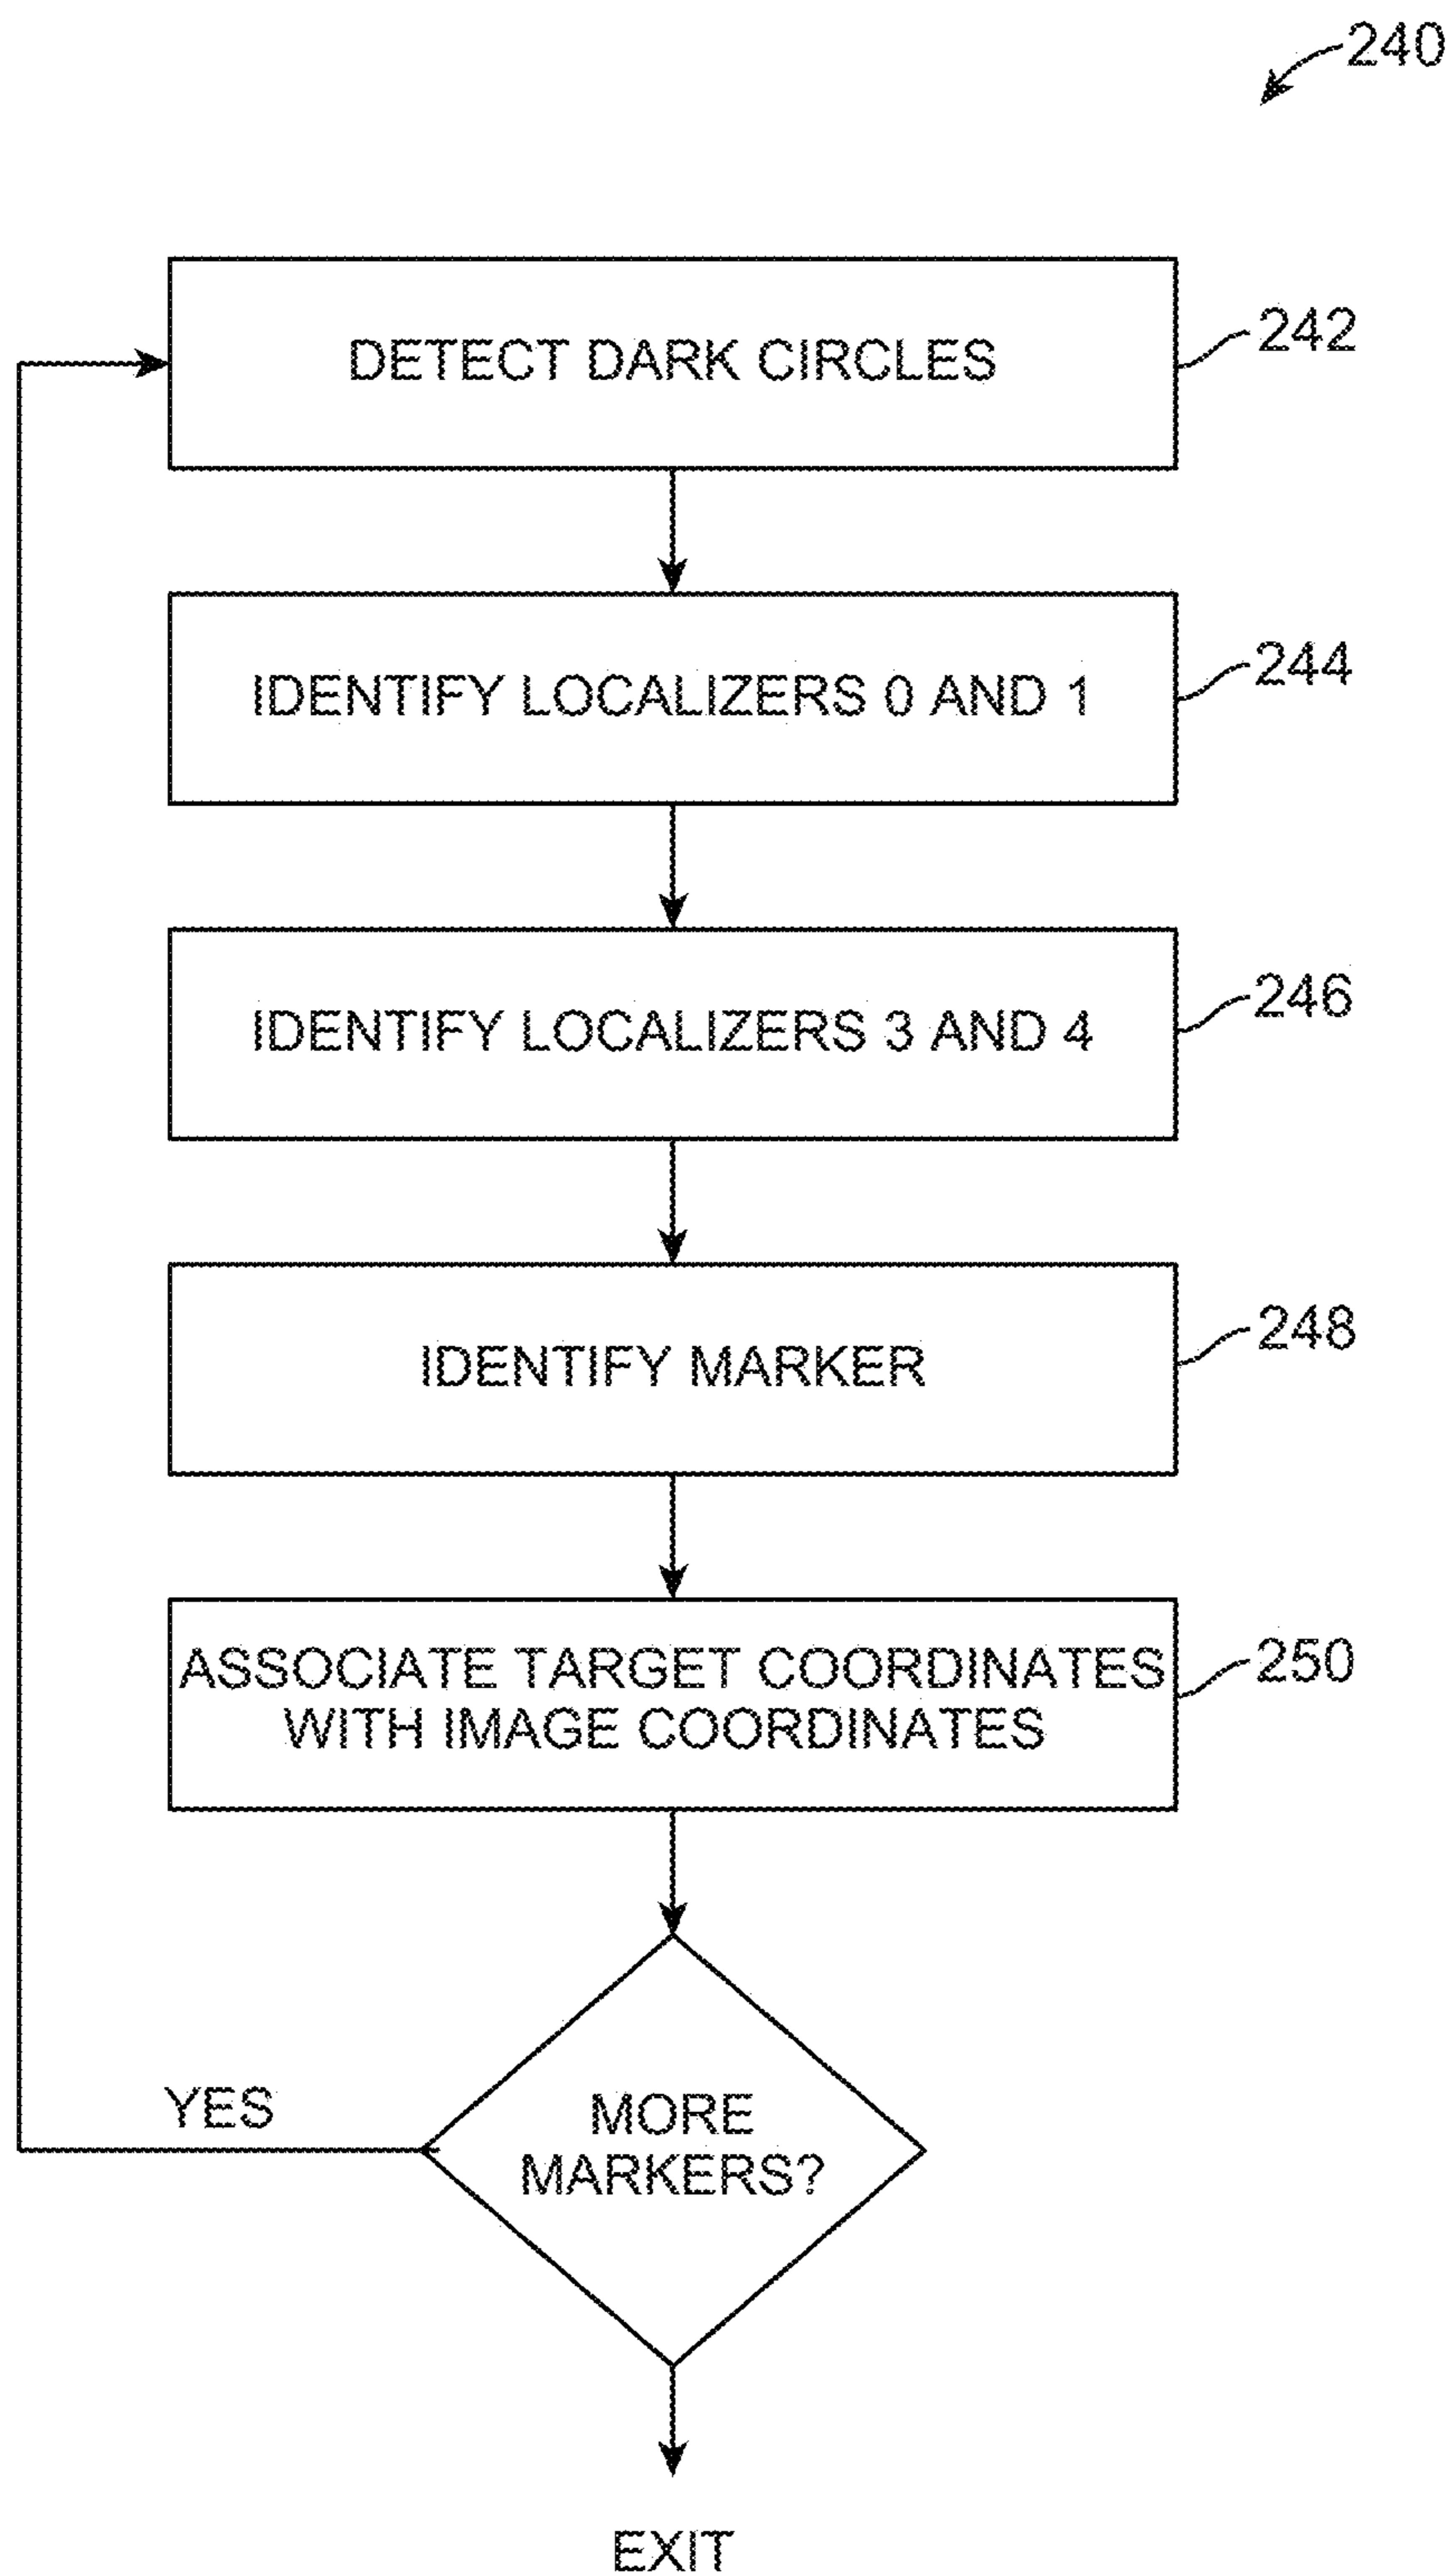 240
DETECT DARK CIRCLES
242
IDENTIFY LOCALIZERS 0 AND 1
244
IDENTIFY LOCALIZERS 3 AND 4
246
IDENTIFY MARKER
248
ASSOCIATE TARGET COORDINATES
WITH IMAGE COORDINATES
250
YES
MORE
MARKERS?
EXIT